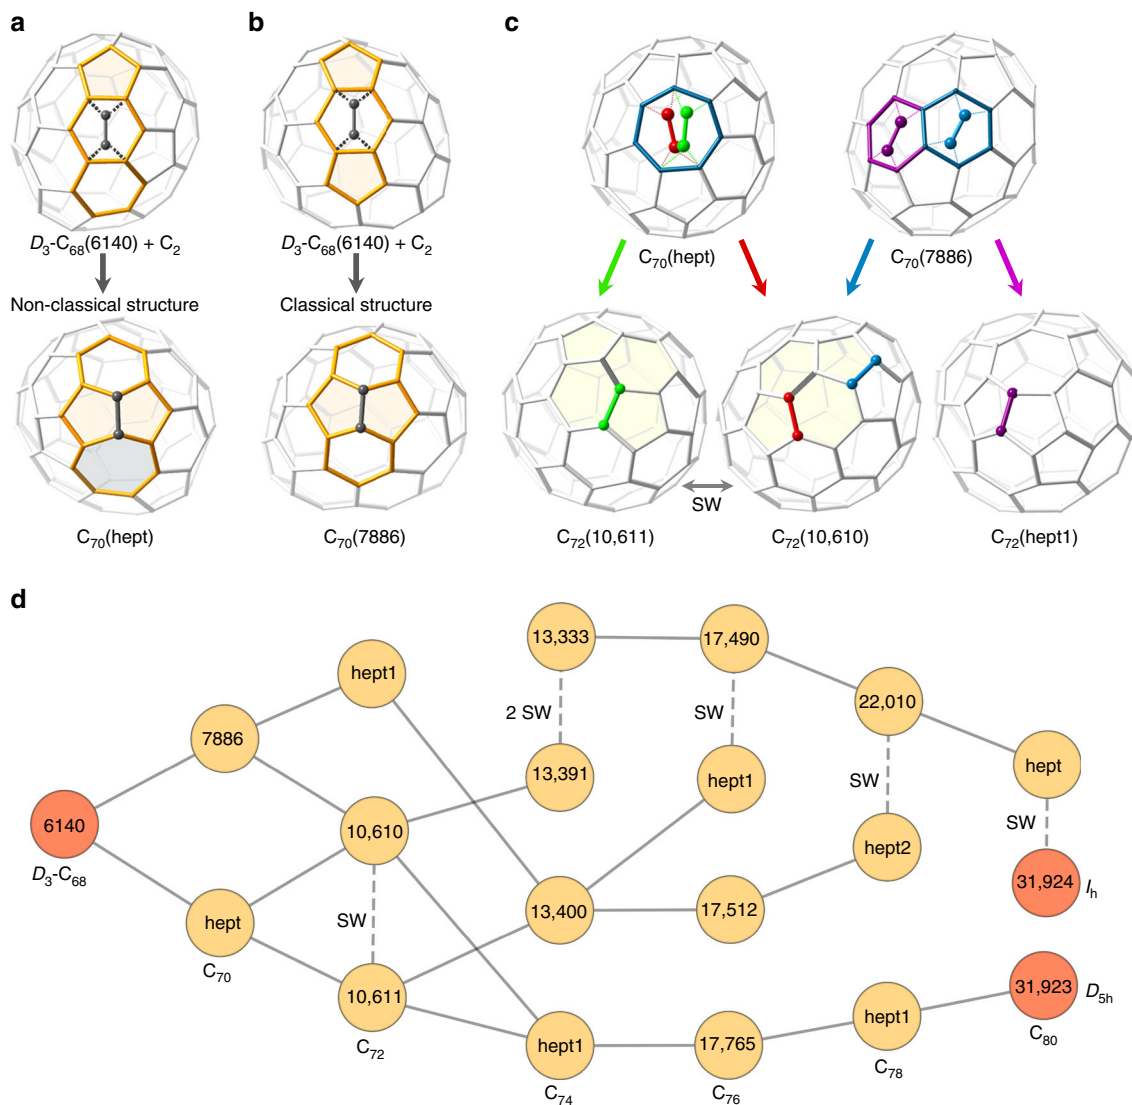 a
D₃-C₆₈(6140) + C₂
Non-classical structure
C₇₀(hept)
b
D₃-C₆₈(6140) + C₂
Classical structure
C₇₀(7886)
c
C₇₀(hept)
C₇₀(7886)
SW
C₇₂(10,611)
C₇₂(10,610)
C₇₂(hept1)
d
6140
D₃-C₆₈
7886
hept
C₇₀
hept1
10,610
SW
10,611
C₇₂
13,333
2 SW
13,391
13,400
hept1
C₇₄
17,490
SW
hept1
17,512
17,765
C₇₆
22,010
SW
hept2
hept1
C₇₈
hept
SW
31,924
Iₕ
31,923
D₅ₕ
C₈₀